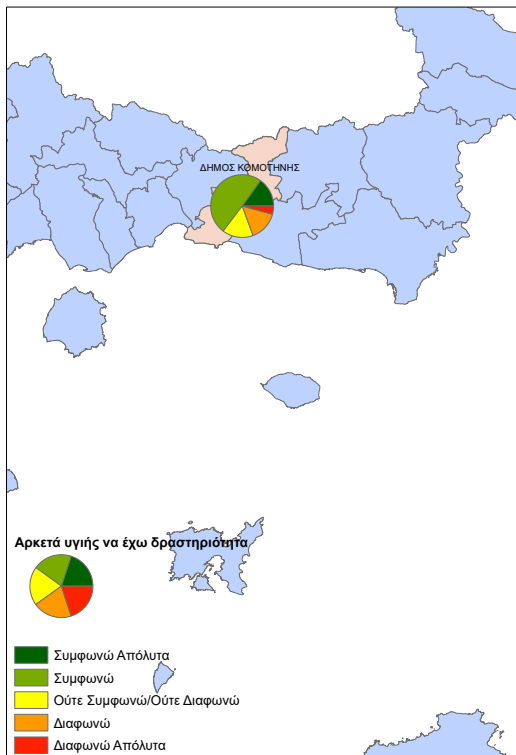 ΔΗΜΟΣ ΚΟΜΟΤΗΝΗΣ
Αρκετά υγιής να έχω δραστηριότητα
Συμφωνώ Απόλυτα
Συμφωνώ
Ούτε Συμφωνώ/Ούτε Διαφωνώ
Διαφωνώ
Διαφωνώ Απόλυτα